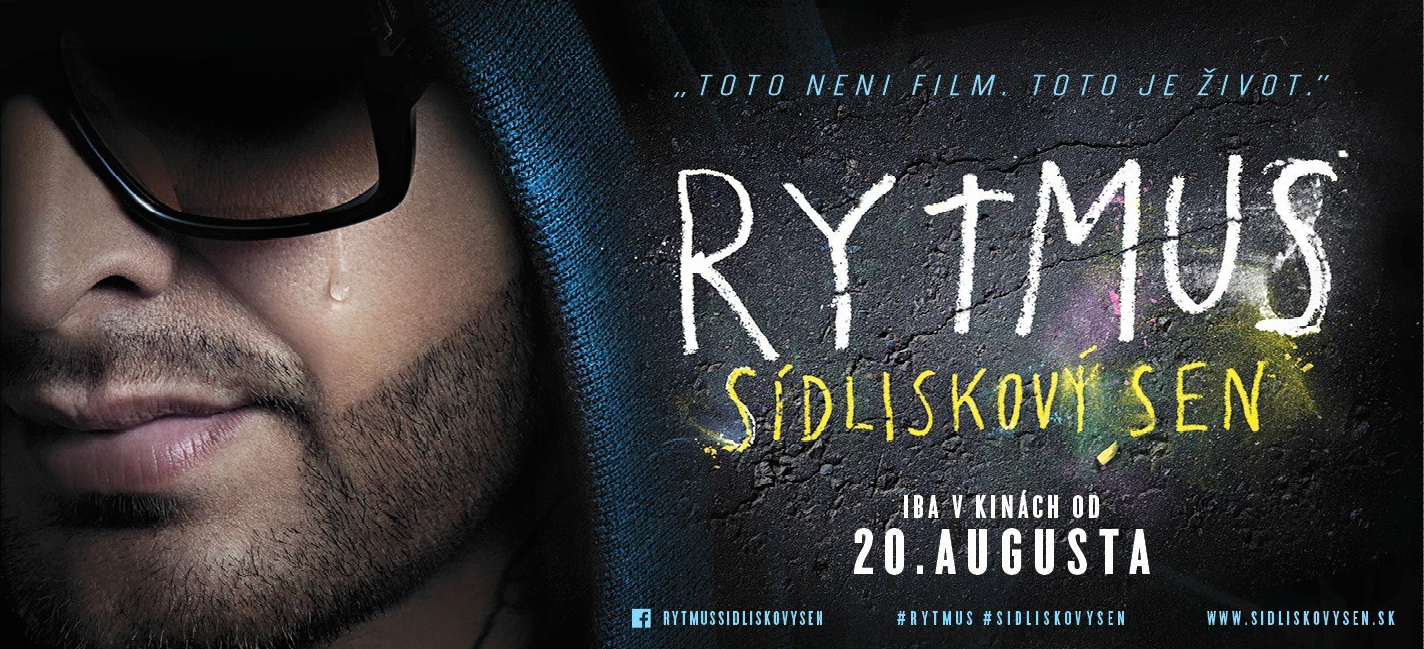 „TOTO NENI FILM. TOTO JE ŽIVOT."
RYTMUS
SÍDLISKOVÝ SEN
IBA V KINÁCH OD
20.AUGUSTA
RYTMUSSIDLISKOVYSEN #RYTMUS #SIDLISKOVYSEN WWW.SIDLISKOVYSEN.SK